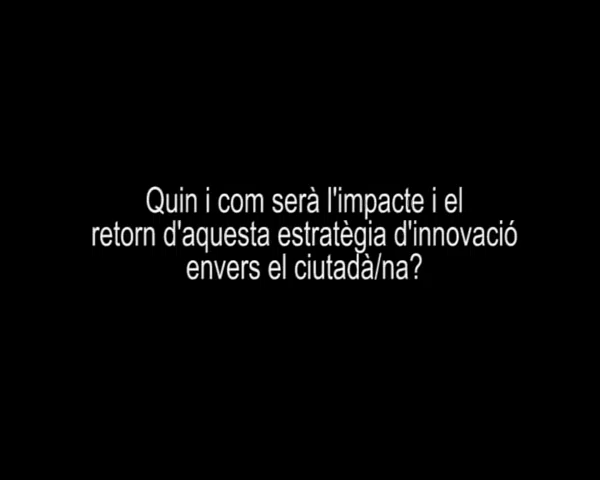 Quin i com serà l'impacte i el
retorn d'aquesta estratègia d'innovació
envers el ciutadà/na?